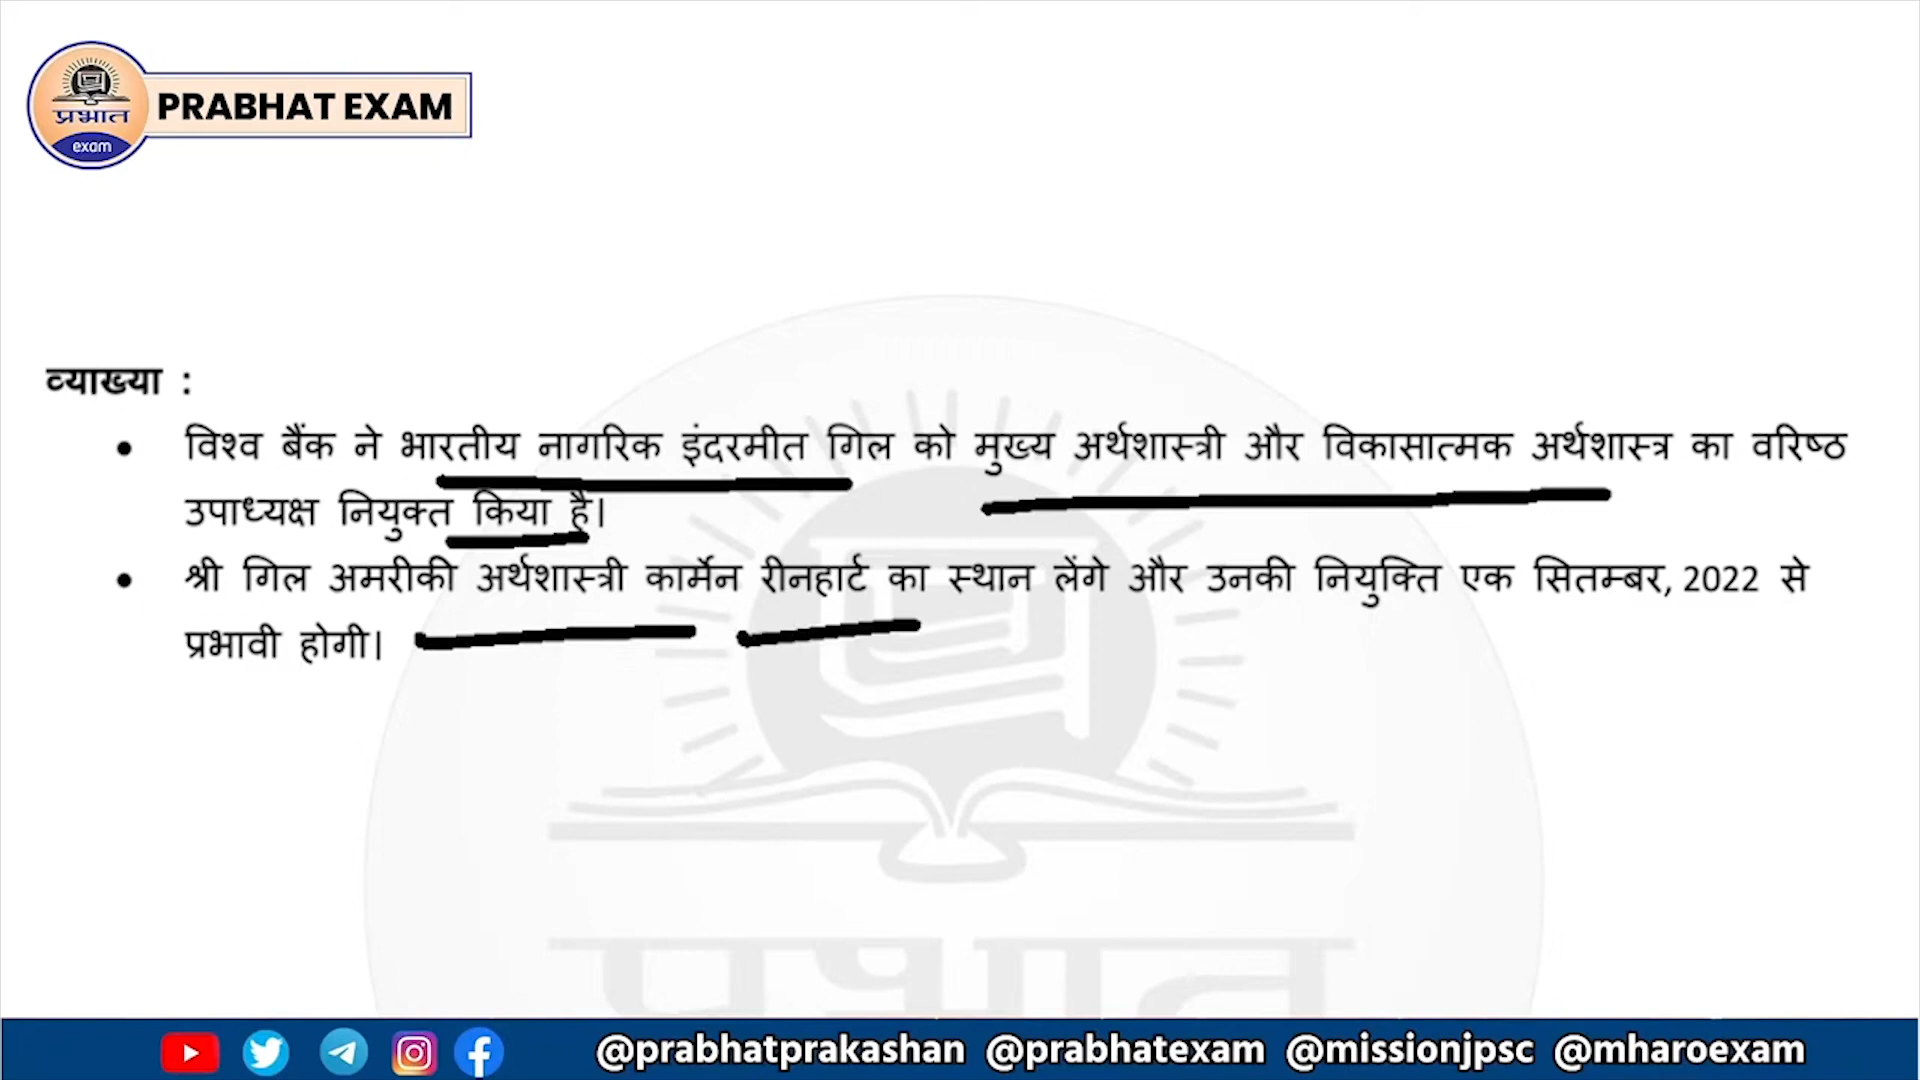 प्रभात
exam
PRABHAT EXAM
व्याख्या :
• विश्व बैंक ने भारतीय नागरिक इंदरमीत गिल को मुख्य अर्थशास्त्री और विकासात्मक अर्थशास्त्र का वरिष्ठ
उपाध्यक्ष नियुक्त किया है।
• श्री गिल अमरीकी अर्थशास्त्री कार्मेन रीनहार्ट का स्थान लेंगे और उनकी नियुक्ति एक सितम्बर, 2022 से
प्रभावी होगी।
प्रभात
@prabhatprakashan @prabhatexam @missionjpsc @mharoexam